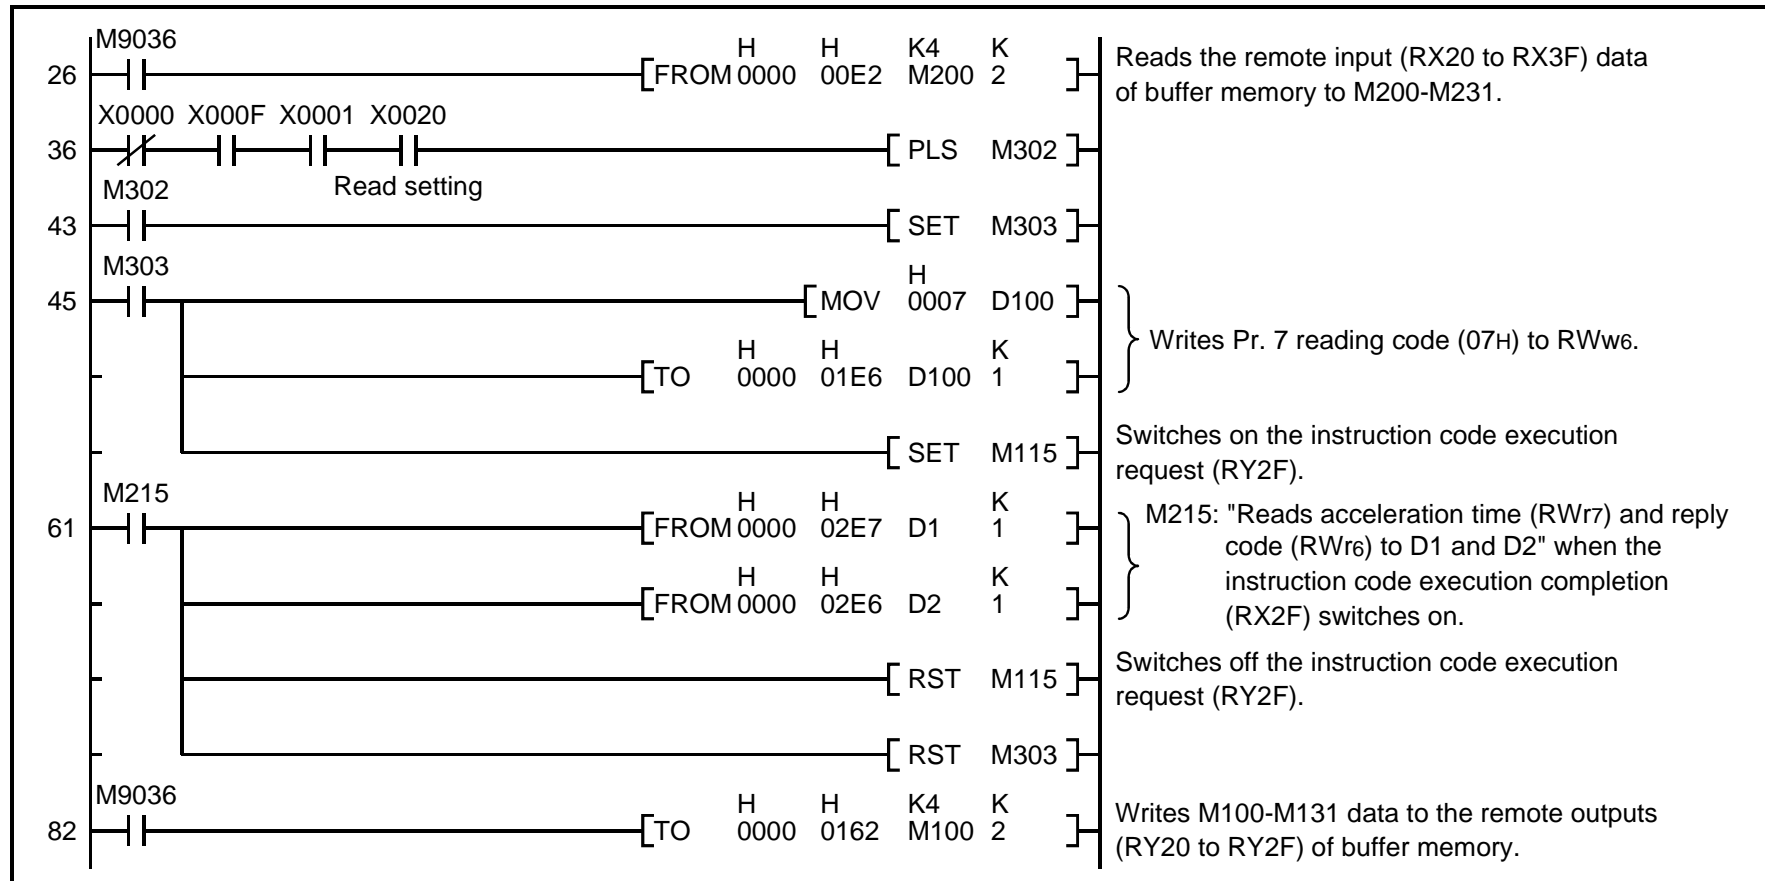 M9036
H H K4 K
26 FROM 0000 00E2 M200 2
Reads the remote input (RX20 to RX3F) data
of buffer memory to M200-M231.
X0000 X000F X0001 X0020
36 PLS M302
Read setting
M302
43 SET M303
M303
H
45 MOV 0007 D100
Writes Pr. 7 reading code (07H) to RWw6.
H H K
TO 0000 01E6 D100 1
SET M115
Switches on the instruction code execution
request (RY2F).
M215
H H K
61 FROM 0000 02E7 D1 1
H H K
FROM 0000 02E6 D2 1
M215: "Reads acceleration time (RWr7) and reply
code (RWr6) to D1 and D2" when the
instruction code execution completion
(RX2F) switches on.
RST M115
Switches off the instruction code execution
request (RY2F).
RST M303
M9036
H H K4 K
82 TO 0000 0162 M100 2
Writes M100-M131 data to the remote outputs
(RY20 to RY2F) of buffer memory.